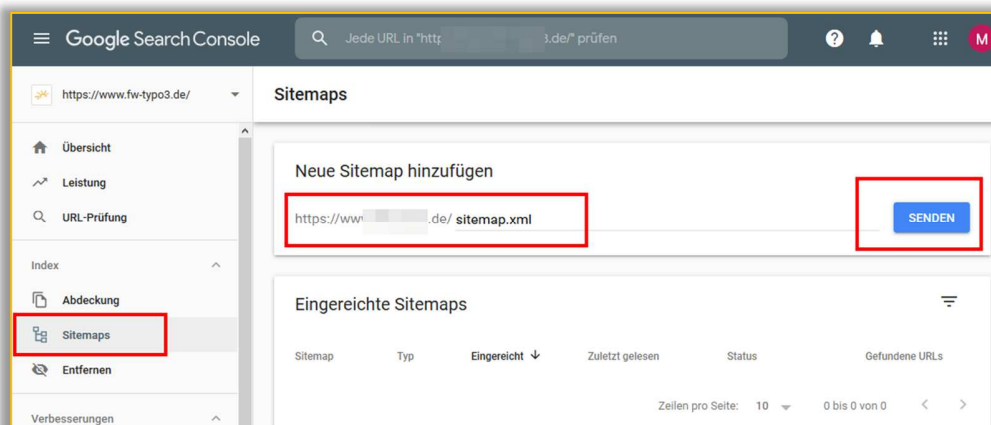 Google Search Console
Jede URL in "http .de/" prüfen
M
https://www.fw-typo3.de/
Sitemaps
Übersicht
Leistung
URL-Prüfung
Neue Sitemap hinzufügen
https://ww .de/ sitemap.xml
SENDEN
Index
Abdeckung
Sitemaps
Entfernen
Eingereichte Sitemaps
Sitemap Typ Eingereicht Zuletzt gelesen Status Gefundene URLs
Zeilen pro Seite: 10 0 bis 0 von 0
Verbesserungen